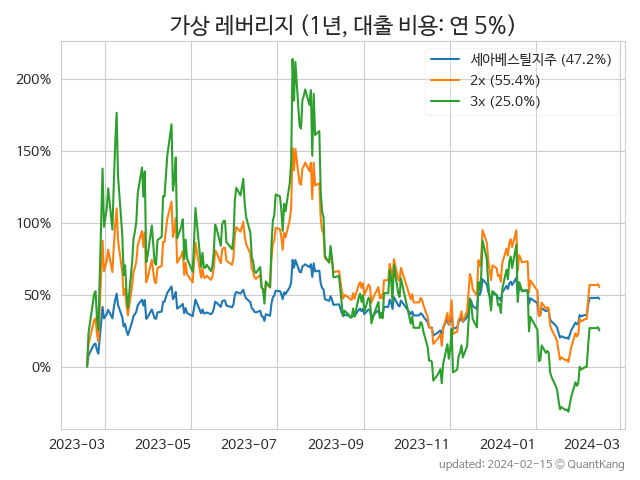 가상 레버리지 (1년, 대출 비용: 연 5%)
세아베스틸지주 (47.2%)
2x (55.4%)
3x (25.0%)
200%
150%
100%
50%
0%
2023-03 2023-05 2023-07 2023-09 2023-11 2024-01 2024-03
updated: 2024-02-15 © QuantKang